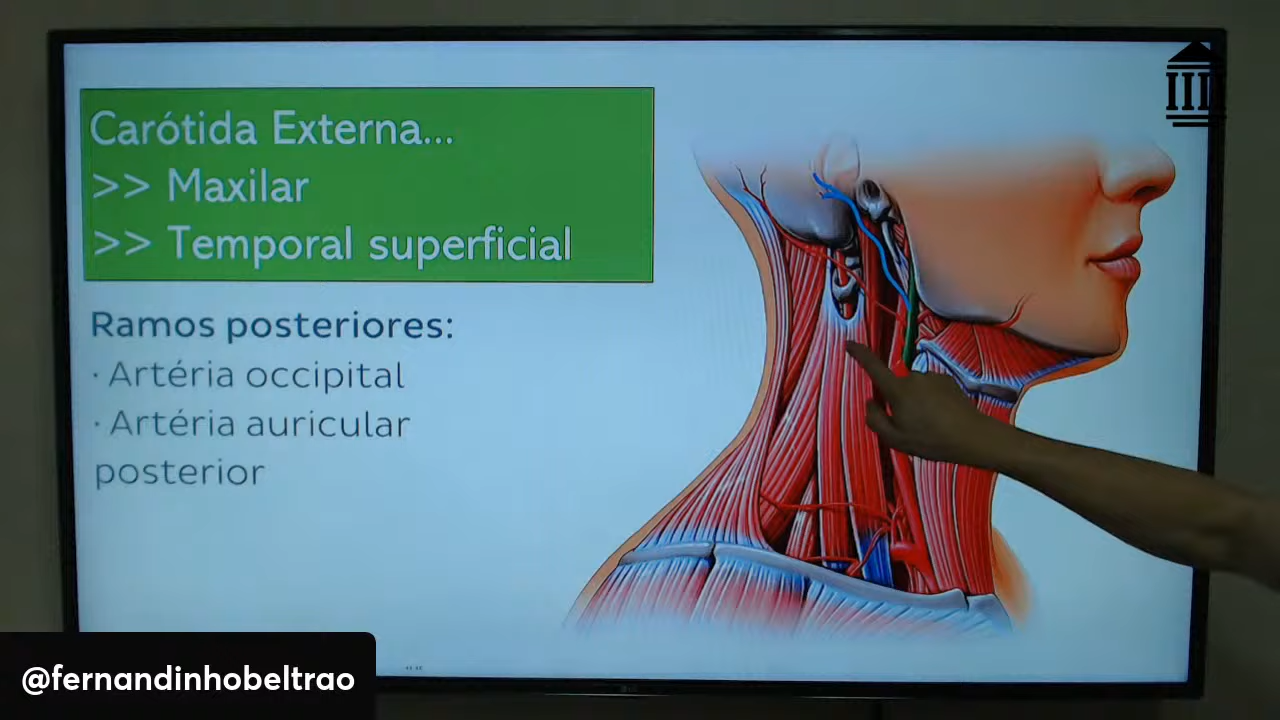 Carótida Externa...
>> Maxilar
>> Temporal superficial
Ramos posteriores:
· Artéria occipital
· Artéria auricular
posterior
@fernandinhobeltrao